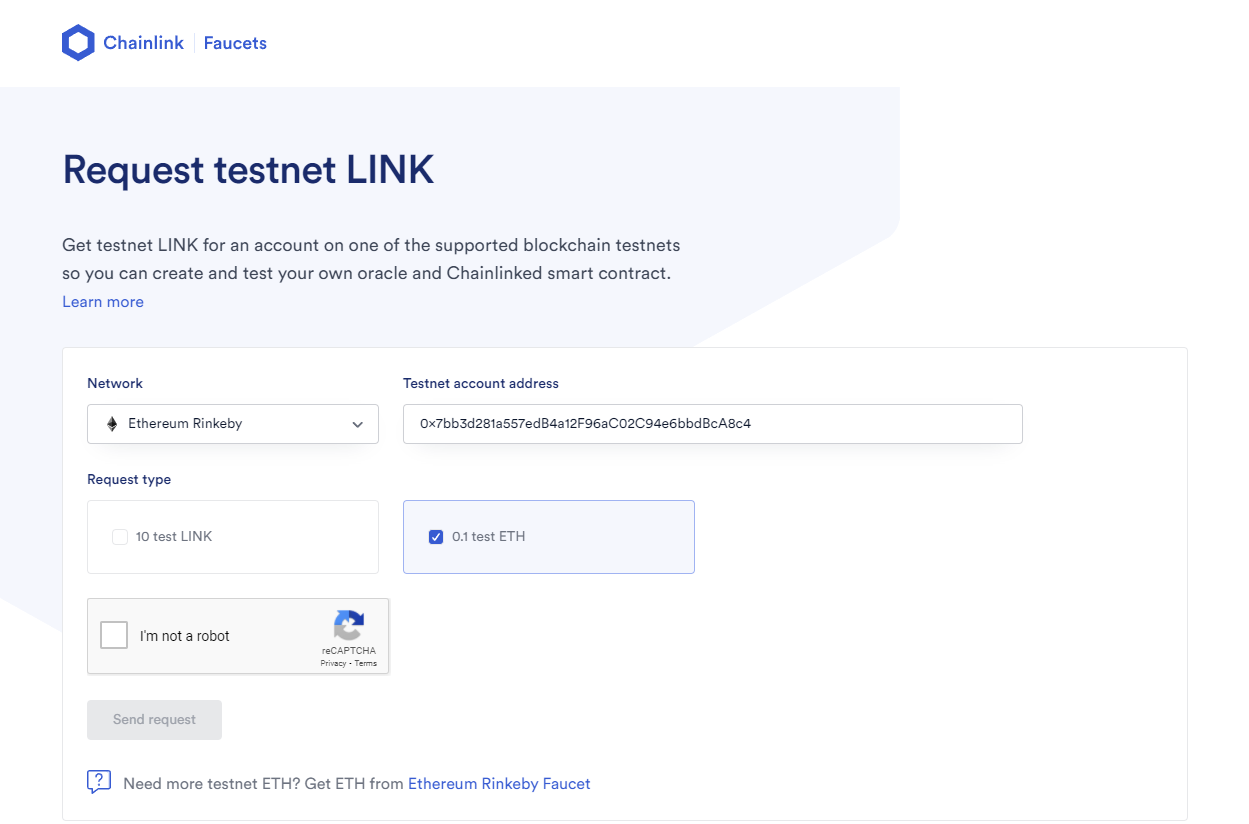 Chainlink | Faucets
Request testnet LINK
Get testnet LINK for an account on one of the supported blockchain testnets
so you can create and test your own oracle and Chainlinked smart contract.
Learn more
Network
Testnet account address
Ethereum Rinkeby
0x7bb3d281a557edB4a12F96aC02C94e6bbdBcA8c4
Request type
10 test LINK
0.1 test ETH
I'm not a robot
reCAPTCHA
Privacy - Terms
Send request
Need more testnet ETH? Get ETH from Ethereum Rinkeby Faucet